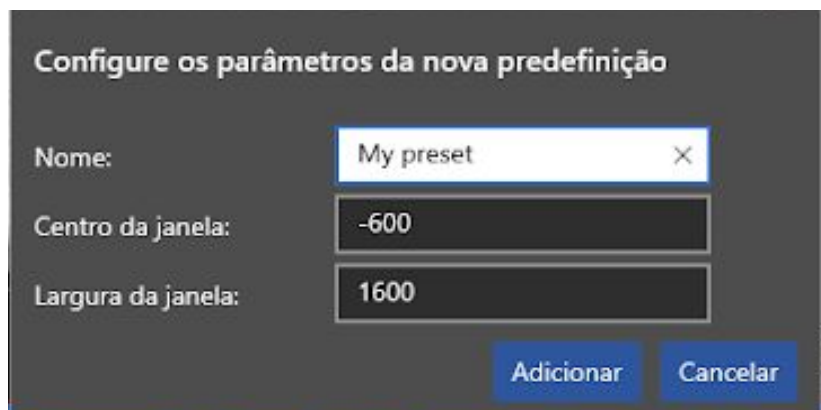 Configure os parâmetros da nova predefinição
Nome: My preset
Centro da janela: -600
Largura da janela: 1600
Adicionar Cancelar